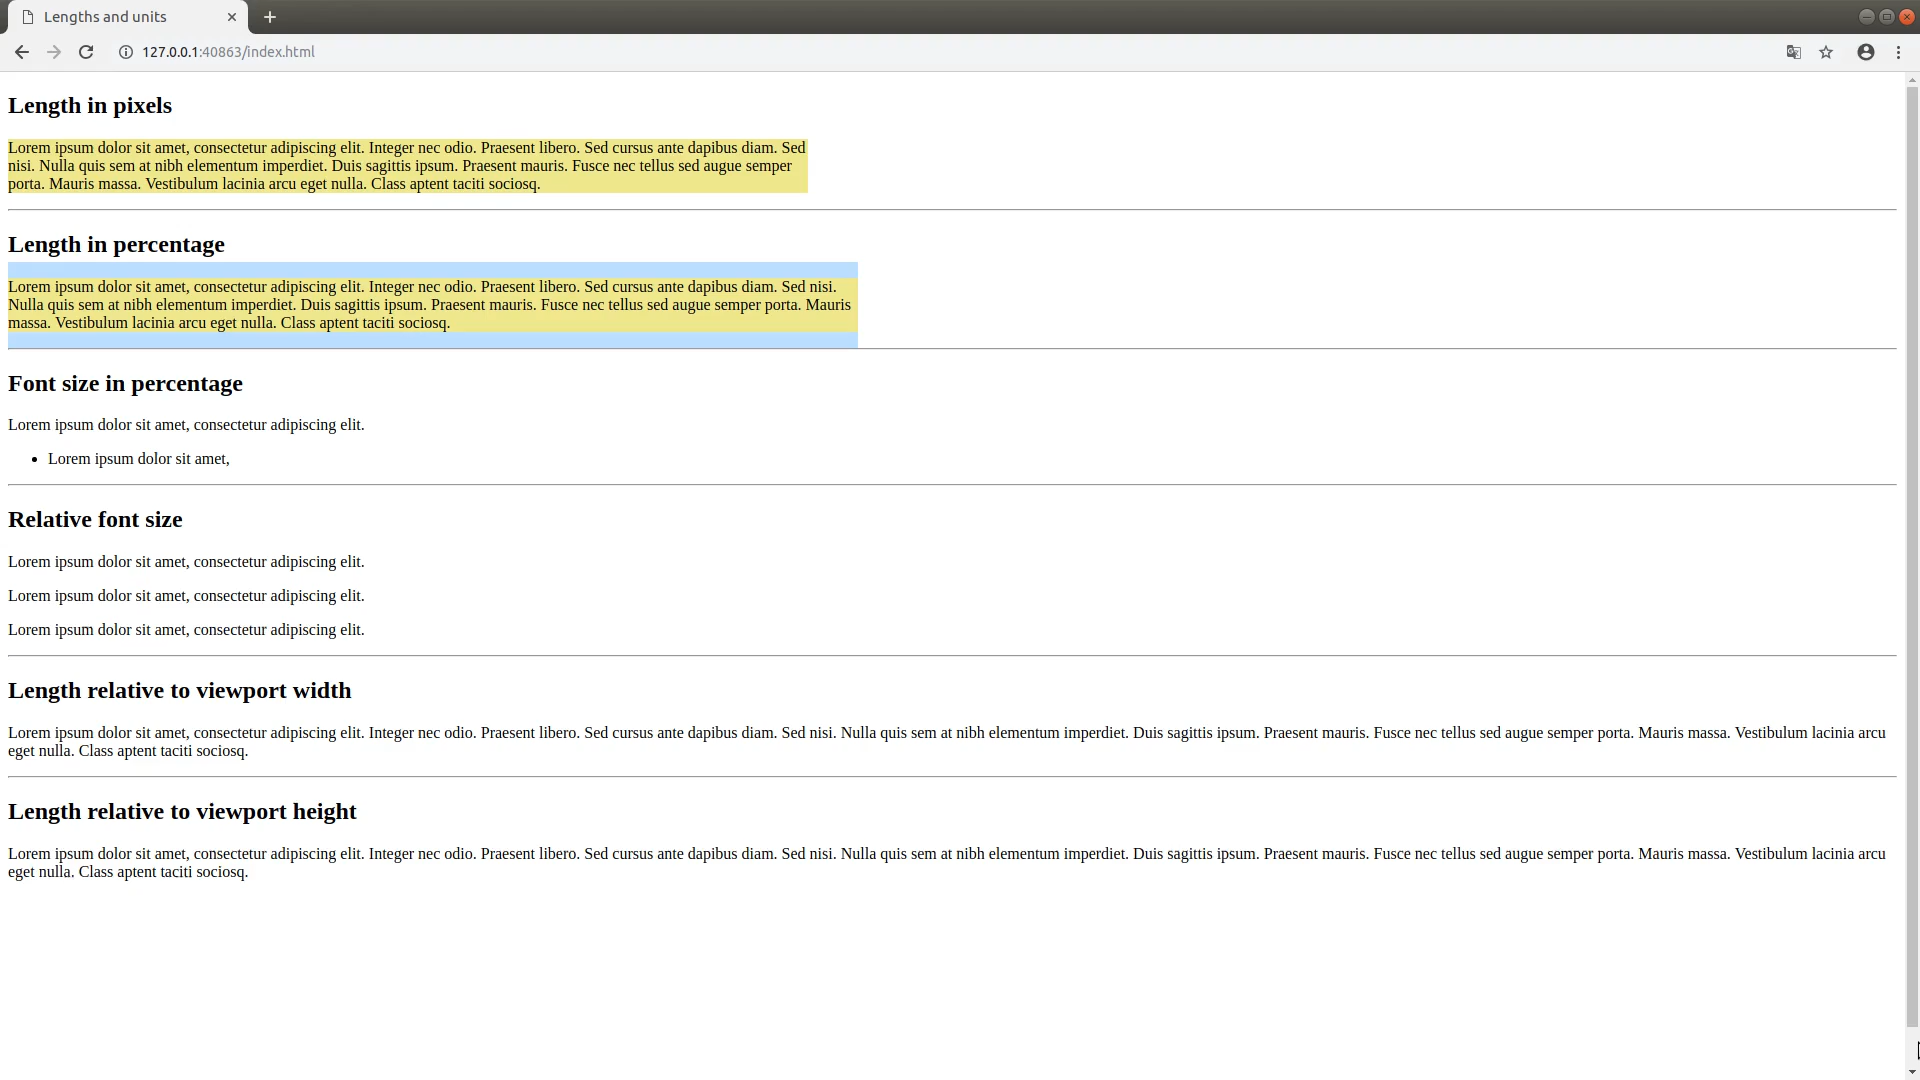 Lengths and units
127.0.0.1:40863/index.html
Length in pixels
Lorem ipsum dolor sit amet, consectetur adipiscing elit. Integer nec odio. Praesent libero. Sed cursus ante dapibus diam. Sed
nisi. Nulla quis sem at nibh elementum imperdiet. Duis sagittis ipsum. Praesent mauris. Fusce nec tellus sed augue semper
porta. Mauris massa. Vestibulum lacinia arcu eget nulla. Class aptent taciti sociosq.
Length in percentage
Lorem ipsum dolor sit amet, consectetur adipiscing elit. Integer nec odio. Praesent libero. Sed cursus ante dapibus diam. Sed nisi.
Nulla quis sem at nibh elementum imperdiet. Duis sagittis ipsum. Praesent mauris. Fusce nec tellus sed augue semper porta. Mauris
massa. Vestibulum lacinia arcu eget nulla. Class aptent taciti sociosq.
Font size in percentage
Lorem ipsum dolor sit amet, consectetur adipiscing elit.
• Lorem ipsum dolor sit amet,
Relative font size
Lorem ipsum dolor sit amet, consectetur adipiscing elit.
Lorem ipsum dolor sit amet, consectetur adipiscing elit.
Lorem ipsum dolor sit amet, consectetur adipiscing elit.
Length relative to viewport width
Lorem ipsum dolor sit amet, consectetur adipiscing elit. Integer nec odio. Praesent libero. Sed cursus ante dapibus diam. Sed nisi. Nulla quis sem at nibh elementum imperdiet. Duis sagittis ipsum. Praesent mauris. Fusce nec tellus sed augue semper porta. Mauris massa. Vestibulum lacinia arcu
eget nulla. Class aptent taciti sociosq.
Length relative to viewport height
Lorem ipsum dolor sit amet, consectetur adipiscing elit. Integer nec odio. Praesent libero. Sed cursus ante dapibus diam. Sed nisi. Nulla quis sem at nibh elementum imperdiet. Duis sagittis ipsum. Praesent mauris. Fusce nec tellus sed augue semper porta. Mauris massa. Vestibulum lacinia arcu
eget nulla. Class aptent taciti sociosq.